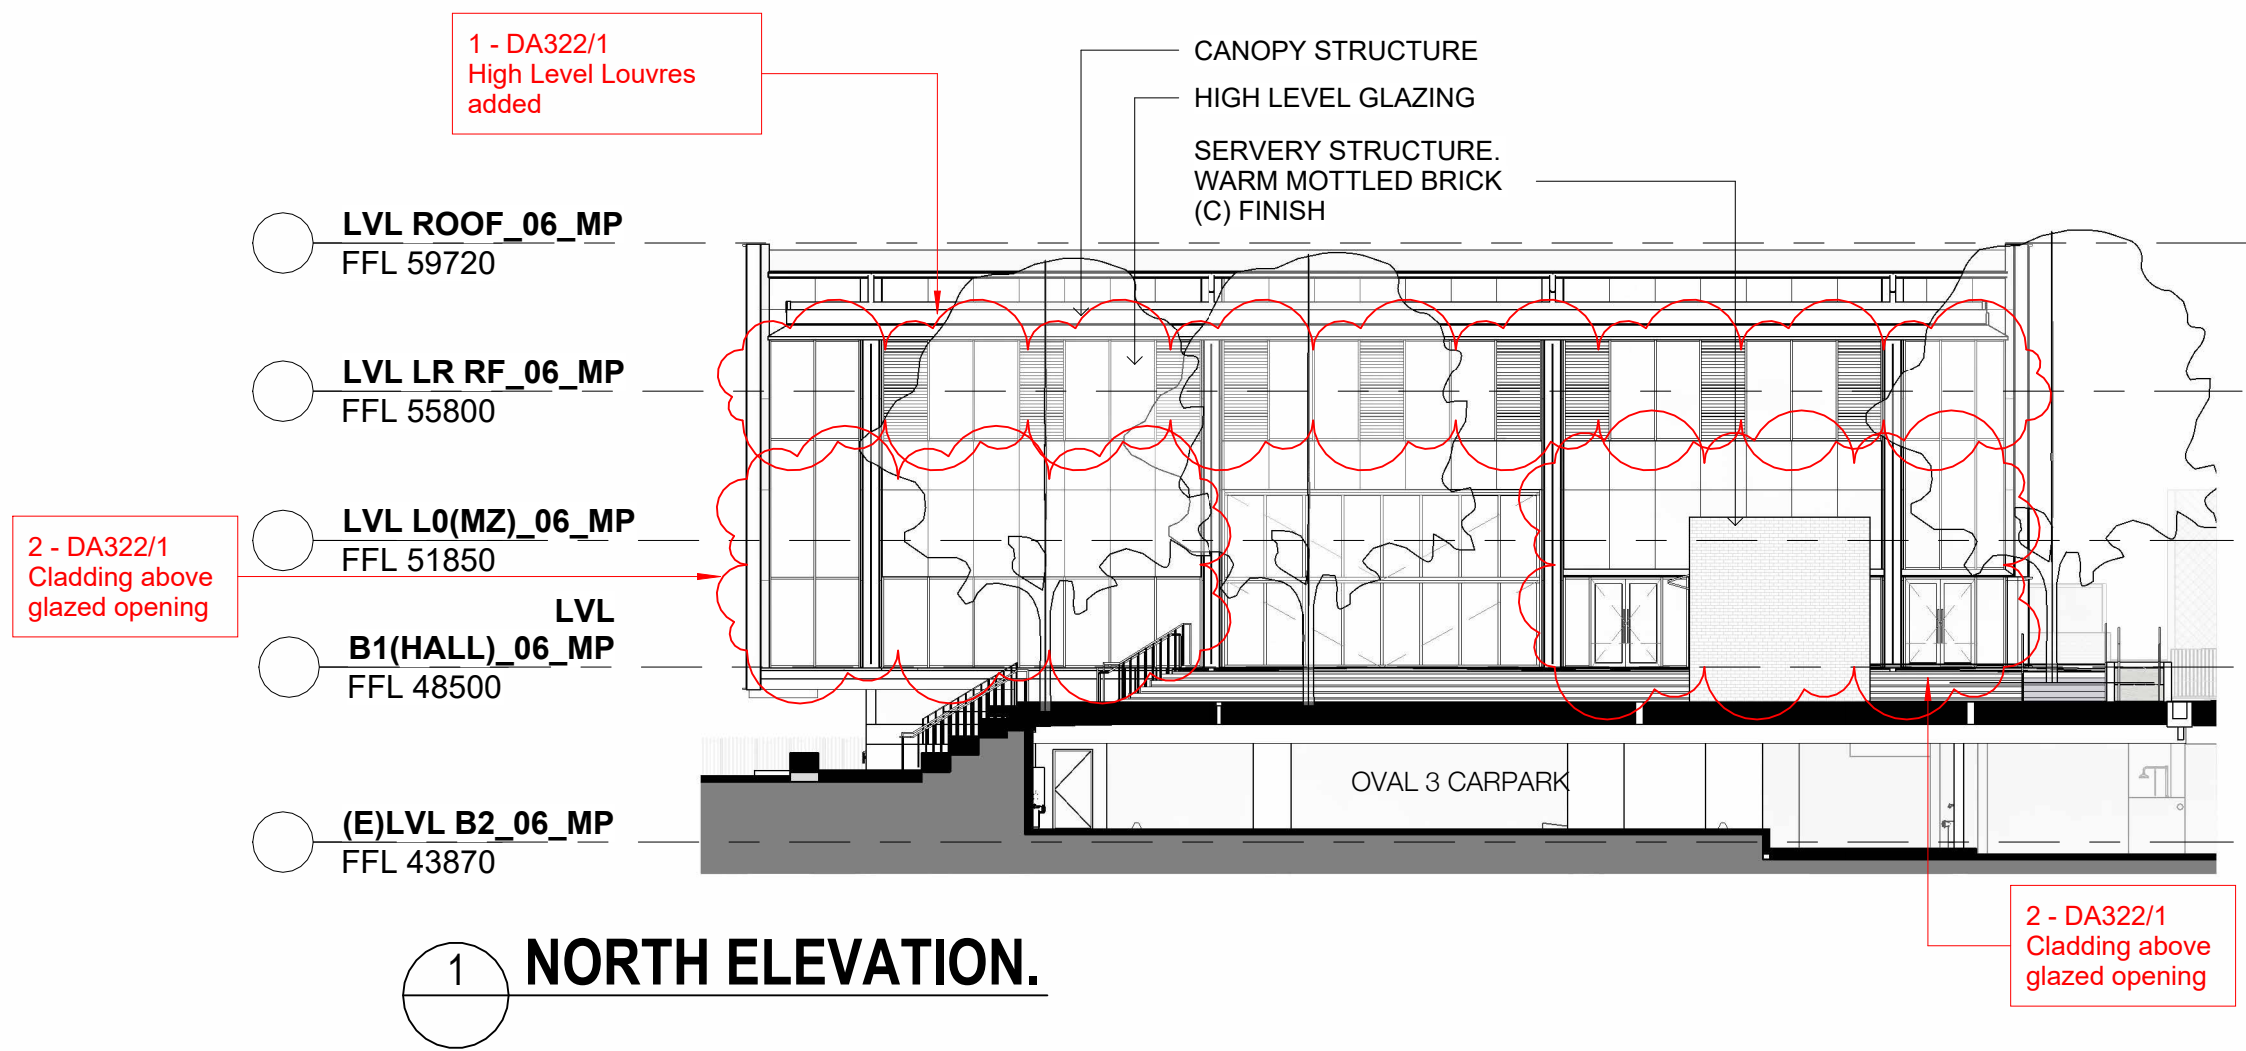 1 - DA322/1
High Level Louvres
added
CANOPY STRUCTURE
HIGH LEVEL GLAZING
SERVERY STRUCTURE.
WARM MOTTLED BRICK
(C) FINISH
LVL ROOF_06_MP
FFL 59720
LVL LR RF_06_MP
FFL 55800
LVL L0(MZ)_06_MP
FFL 51850
2 - DA322/1
Cladding above
glazed opening
LVL
B1(HALL)_06_MP
FFL 48500
OVAL 3 CARPARK
(E)LVL B2_06_MP
FFL 43870
2 - DA322/1
Cladding above
glazed opening
1
NORTH ELEVATION.